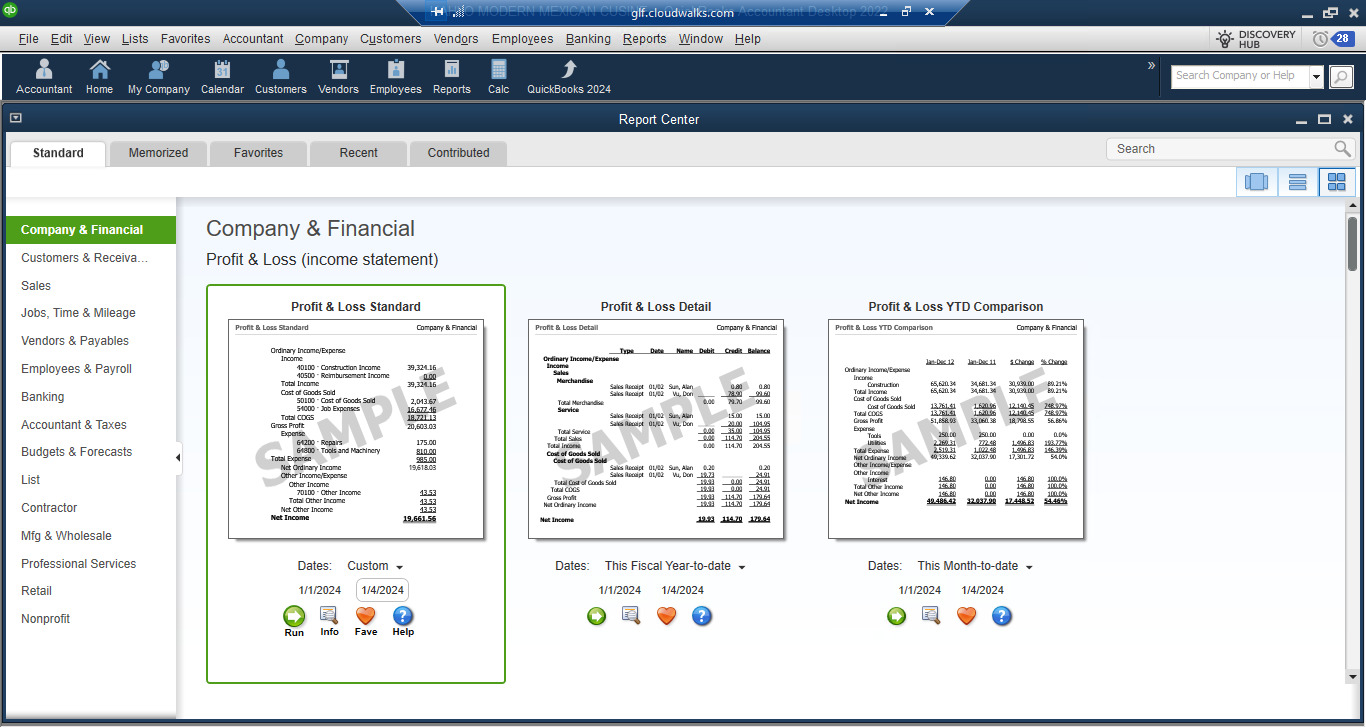 O MODERN MEXICAN CUSI Accountant Desktop 2022
glf.cloudwalks.com
File Edit View Lists Favorites Accountant Company Customers Vendors Employees Banking Reports Window Help
DISCOVERY HUB
28
Accountant Home My Company Calendar Customers Vendors Employees Reports Calc QuickBooks 2024
31
Search Company or Help
Report Center
Standard Memorized Favorites Recent Contributed
Search
Company & Financial
Customers & Receiva...
Sales
Jobs, Time & Mileage
Vendors & Payables
Employees & Payroll
Banking
Accountant & Taxes
Budgets & Forecasts
List
Contractor
Mfg & Wholesale
Professional Services
Retail
Nonprofit
Company & Financial
Profit & Loss (income statement)
Profit & Loss Standard
Profit & Loss Standard Company & Financial
Ordinary Income/Expense
Income
40100 · Construction Income 39,324.16
40500 · Reimbursement Income 0.00
Total Income 39,324.16
Cost of Goods Sold
50100 · Cost of Goods Sold 2,043.67
54000 · Job Expenses 16,677.46
Total COGS 18,721.13
Gross Profit 20,603.03
Expense
64200 · Repairs 175.00
64800 · Tools and Machinery 810.00
Total Expense 985.00
Net Ordinary Income 19,618.03
Other Income/Expense
Other Income
70100 · Other Income 43.53
Total Other Income 43.53
Net Other Income 43.53
Net Income 19,661.56
SAMPLE
Dates: Custom
1/1/2024 1/4/2024
Run Info Fave Help
Profit & Loss Detail
Profit & Loss Detail Company & Financial
Type Date Name Debit Credit Balance
Ordinary Income/Expense
Income
Sales
Merchandise
Sales Receipt 01/02 Sun, Alan 0.80 0.80
Sales Receipt 01/02 Vu, Don 78.90 99.60
Total Merchandise 0.00 79.70 99.60
Service
Sales Receipt 01/02 Sun, Alan 15.00 15.00
Sales Receipt 01/02 Vu, Don 20.00 104.95
Total Service 0.00 35.00 104.95
Total Sales 0.00 114.70 204.55
Total Income 0.00 114.70 204.55
Cost of Goods Sold
Cost of Goods Sold
Sales Receipt 01/02 Sun, Alan 0.20 0.20
Sales Receipt 01/02 Vu, Don 19.73 24.91
Total Cost of Goods Sold 19.93 0.00 24.91
Total COGS 19.93 0.00 24.91
Gross Profit 19.93 114.70 179.64
Net Ordinary Income 19.93 114.70 179.64
Net Income 19.93 114.70 179.64
SAMPLE
Dates: This Fiscal Year-to-date
1/1/2024 1/4/2024
Profit & Loss YTD Comparison
Profit & Loss YTD Comparison Company & Financial
Jan-Dec 12 Jan-Dec 11 $ Change % Change
Ordinary Income/Expense
Income
Construction 65,620.34 34,681.34 30,939.00 89.21%
Total Income 65,620.34 34,681.34 30,939.00 89.21%
Cost of Goods Sold
Cost of Goods Sold 13,761.41 1,620.96 12,140.45 748.97%
Total COGS 13,761.41 1,620.96 12,140.45 748.97%
Gross Profit 51,858.93 33,060.38 18,798.55 56.86%
Expense
Tools 250.00 250.00 0.00 0.0%
Utilities 2,269.31 772.48 1,496.83 193.77%
Total Expense 2,519.31 1,022.48 1,496.83 146.39%
Net Ordinary Income 49,339.62 32,037.90 17,301.72 54.0%
Other Income/Expense
Other Income
Interest 146.80 0.00 146.80 100.0%
Total Other Income 146.80 0.00 146.80 100.0%
Net Other Income 146.80 0.00 146.80 100.0%
Net Income 49,486.42 32,037.90 17,448.52 54.46%
SAMPLE
Dates: This Month-to-date
1/1/2024 1/4/2024